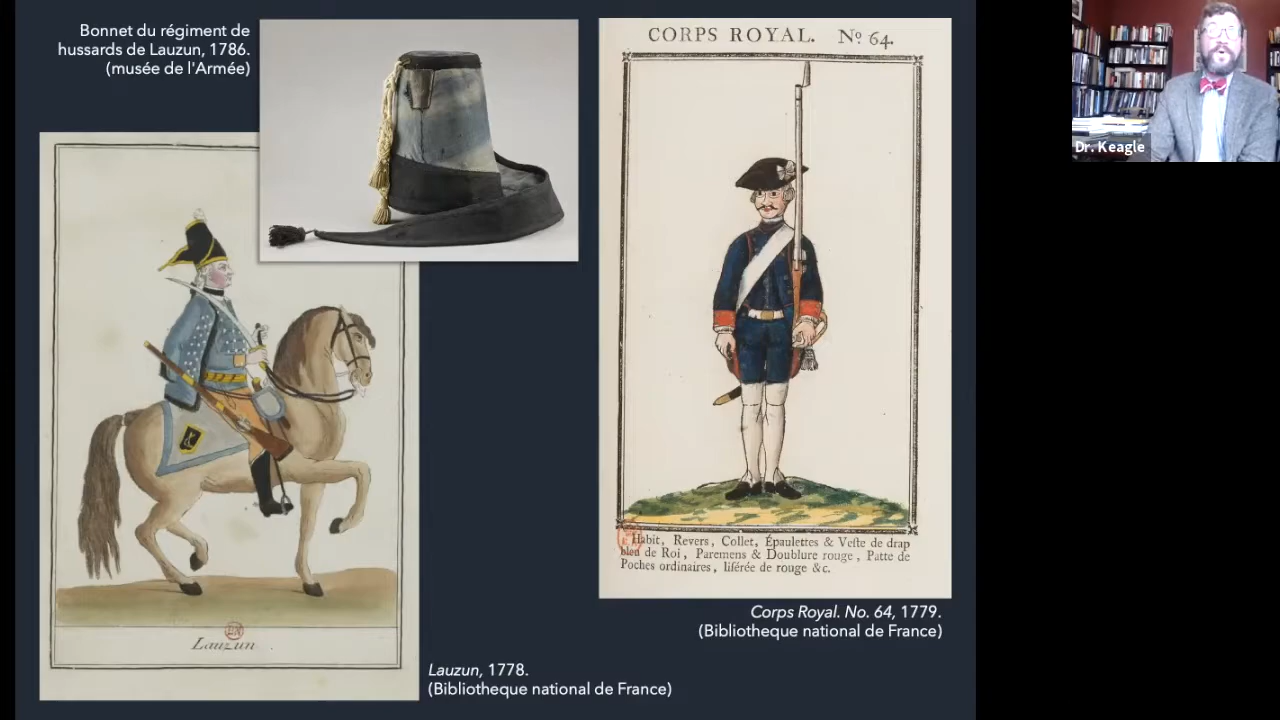 Bonnet du régiment de
hussards de Lauzun, 1786.
(musée de l'Armée)
CORPS ROYAL. Nº 64.
Dr. Keagle
Habit, Revers, Collet, Épaulettes & Veste de drap
bleu de Roi, Paremens & Doublure rouge, Patte de
Poches ordinaires, liférée de rouge &c.
Corps Royal. No. 64, 1779.
(Bibliotheque national de France)
Lauzun
Lauzun, 1778.
(Bibliotheque national de France)